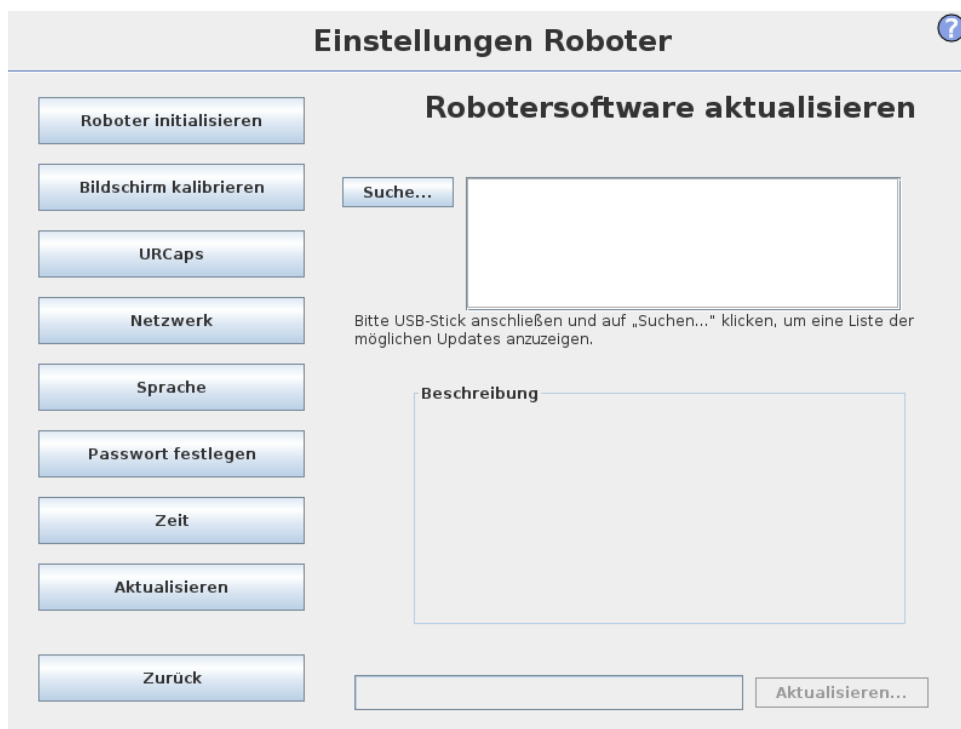 Einstellungen Roboter
?
Roboter initialisieren
Bildschirm kalibrieren
URCaps
Netzwerk
Sprache
Passwort festlegen
Zeit
Aktualisieren
Zurück
Robotersoftware aktualisieren
Suche...
Bitte USB-Stick anschließen und auf „Suchen..." klicken, um eine Liste der
möglichen Updates anzuzeigen.
Beschreibung
Aktualisieren...